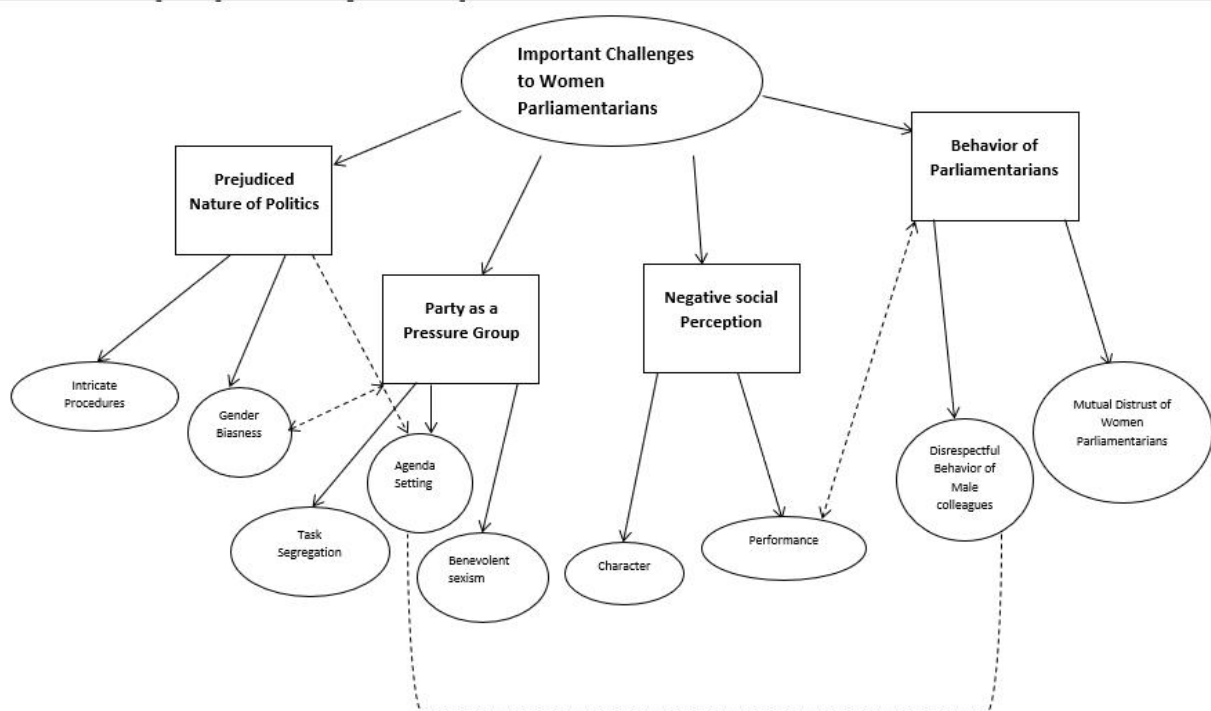 Important Challenges
to Women
Parliamentarians
Prejudiced
Nature of Politics
Behavior of
Parliamentarians
Party as a
Pressure Group
Negative social
Perception
Intricate
Procedures
Gender
Biasness
Agenda
Setting
Task
Segregation
Benevolent
sexism
Character
Performance
Disrespectful
Behavior of
Male
colleagues
Mutual Distrust of
Women
Parliamentarians